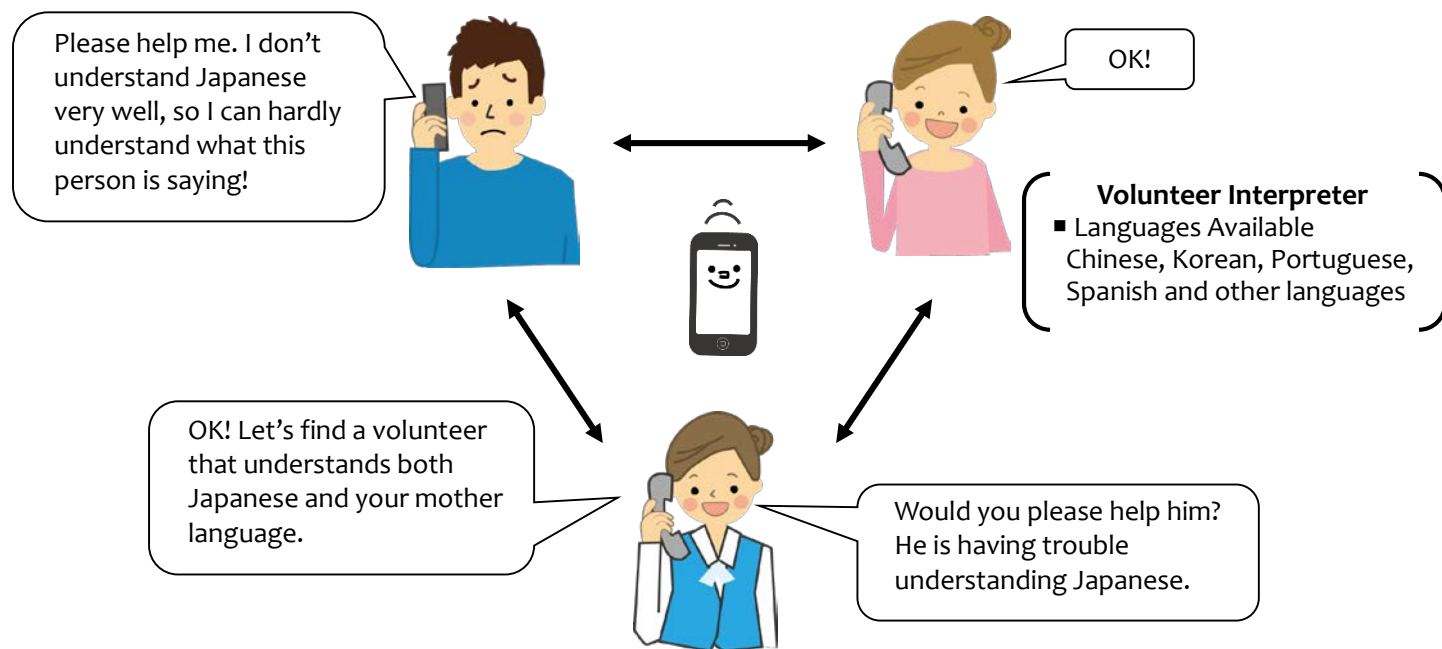 Please help me. I don’t
understand Japanese
very well, so I can hardly
understand what this
person is saying!
OK!
Volunteer Interpreter
■ Languages Available
Chinese, Korean, Portuguese,
Spanish and other languages
OK! Let’s find a volunteer
that understands both
Japanese and your mother
language.
Would you please help him?
He is having trouble
understanding Japanese.